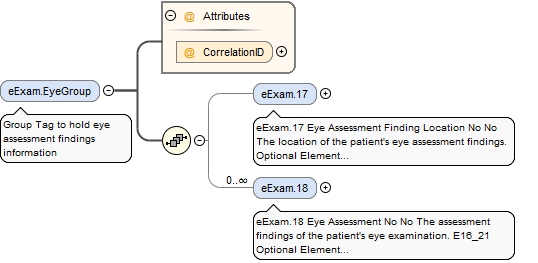 @ Attributes
@ CorrelationID
eExam.EyeGroup
Group Tag to hold eye
assessment findings
information
eExam.17
eExam.17 Eye Assessment Finding Location No No
The location of the patient's eye assessment findings.
Optional Element...
0..∞
eExam.18
eExam.18 Eye Assessment No No The assessment
findings of the patient's eye examination. E16_21
Optional Element...